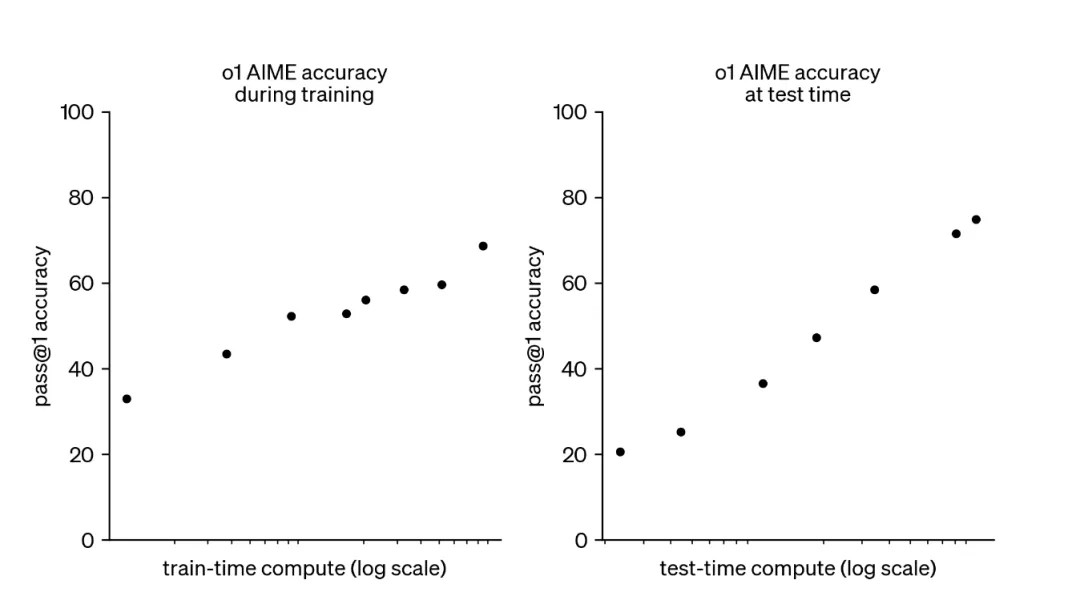 o1 AIME accuracy
during training
100
80
60
40
20
0
pass@1 accuracy
train-time compute (log scale)
o1 AIME accuracy
at test time
100
80
60
40
20
0
pass@1 accuracy
test-time compute (log scale)